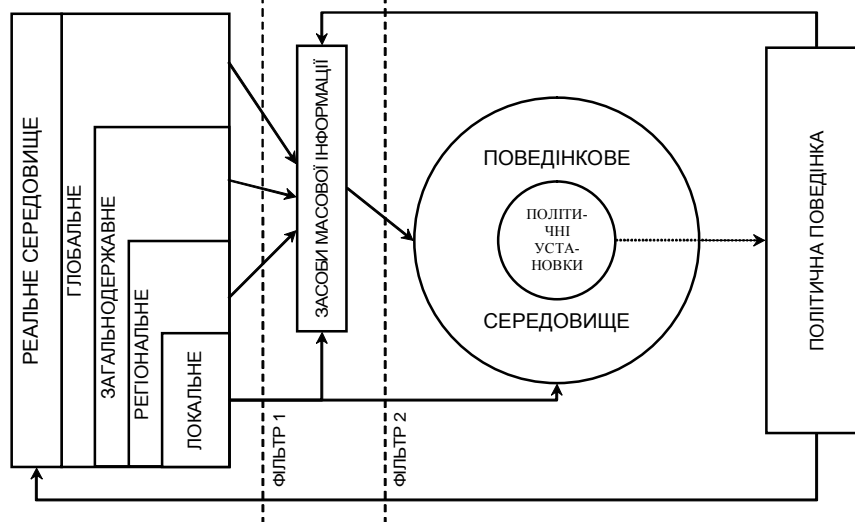 РЕАЛЬНЕ СЕРЕДОВИЩЕ
ГЛОБАЛЬНЕ
ЗАГАЛЬНОДЕРЖАВНЕ
РЕГІОНАЛЬНЕ
ЛОКАЛЬНЕ
ФІЛЬТР 1
ЗАСОБИ МАСОВОЇ ІНФОРМАЦІЇ
ФІЛЬТР 2
ПОВЕДІНКОВЕ
ПОЛІТИ-
ЧНІ
УСТА-
НОВКИ
СЕРЕДОВИЩЕ
ПОЛІТИЧНА ПОВЕДІНКА